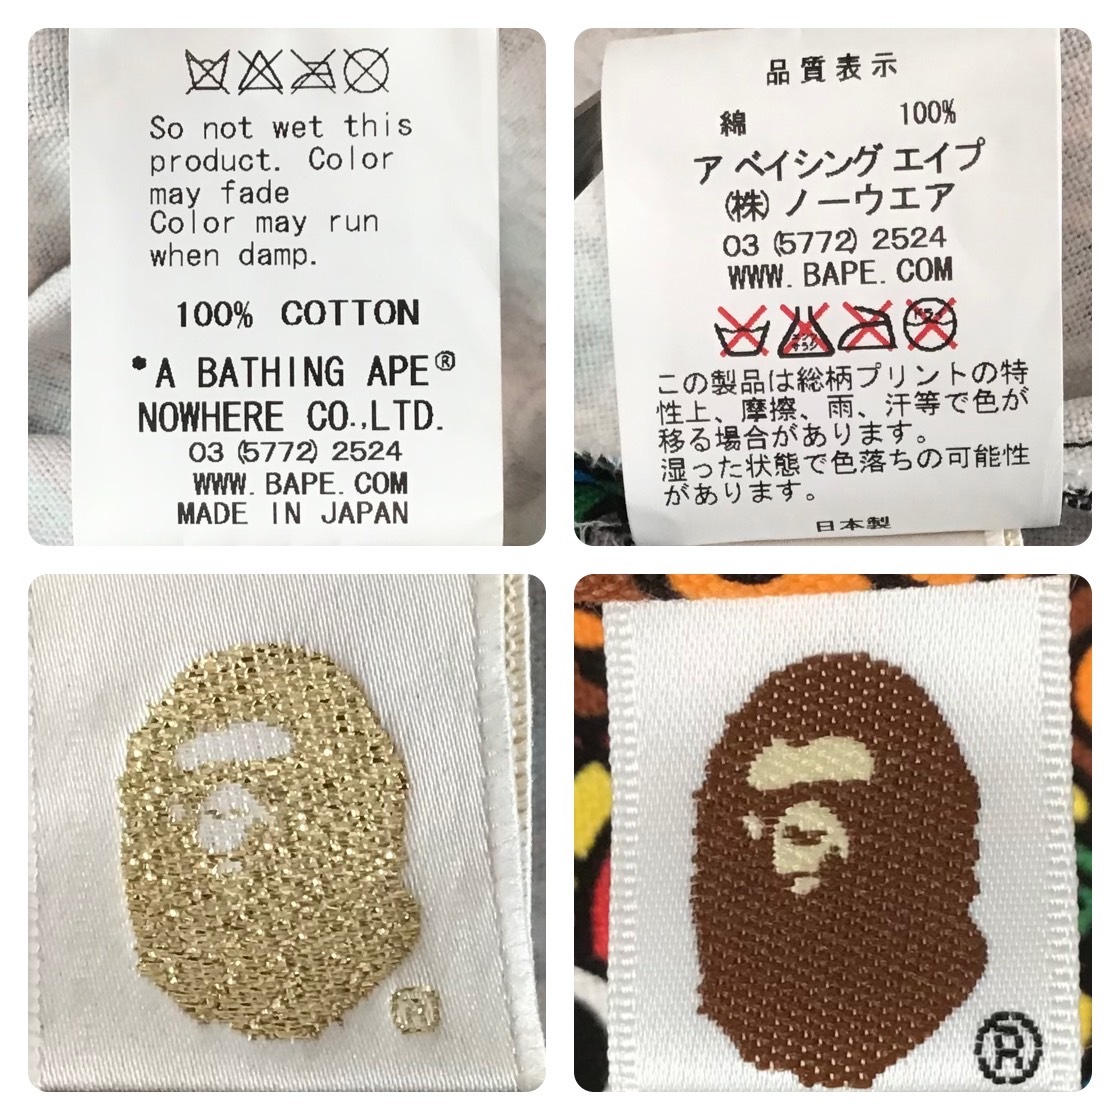 So not wet this
product. Color
may fade
Color may run
when damp.
100% COTTON
*A BATHING APE®
NOWHERE CO.,LTD.
03 (5772) 2524
WWW.BAPE.COM
MADE IN JAPAN
品質表示
綿 100%
ア ベイシング エイプ
(株) ノーウエア
03 (5772) 2524
WWW.BAPE.COM
この製品は総柄プリントの特
性上、摩擦、雨、汗等で色が
移る場合があります。
湿った状態で色落ちの可能性
があります。
日本製
®
®